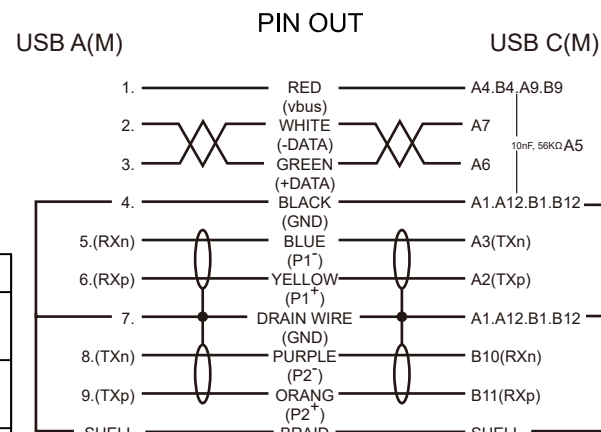 PIN OUT
USB A(M) USB C(M)
1. RED A4.B4.A9.B9
(vbus)
2. WHITE A7
(-DATA) 10nF, 56KΩ A5
3. GREEN A6
(+DATA)
4. BLACK A1.A12.B1.B12
(GND)
5.(RXn) BLUE A3(TXn)
(P1-)
6.(RXp) YELLOW A2(TXp)
(P1+)
7. DRAIN WIRE A1.A12.B1.B12
(GND)
8.(TXn) PURPLE B10(RXn)
(P2-)
9.(TXp) ORANG B11(RXp)
(P2+)
SHELL BRAID SHELL